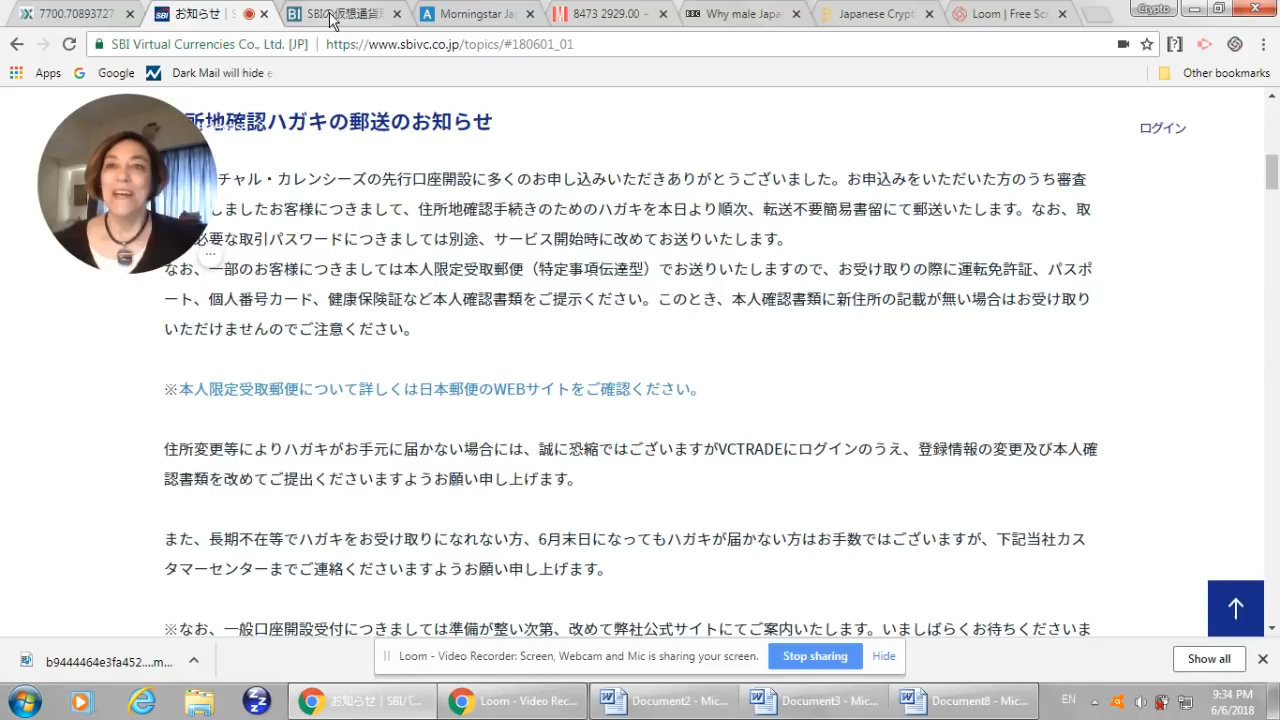 7700.70893727
お知らせ | S
SBIの仮想通貨
Morningstar Ja
8473 2929.00 +
Why male Japa
Japanese Crypt
Loom | Free Scr
Crypto
SBI Virtual Currencies Co., Ltd. [JP] https://www.sbivc.co.jp/topics/#180601_01
Apps Google Dark Mail will hide e Other bookmarks
所地確認ハガキの郵送のお知らせ
ログイン
チャル・カレンシーズの先行口座開設に多くのお申し込みいただきありがとうございました。お申込みをいただいた方のうち審査
しましたお客様につきまして、住所地確認手続きのためのハガキを本日より順次、転送不要簡易書留にて郵送いたします。なお、取
必要な取引パスワードにつきましては別途、サービス開始時に改めてお送りいたします。
なお、一部のお客様につきましては本人限定受取郵便（特定事項伝達型）でお送りいたしますので、お受け取りの際に運転免許証、パスポ
ート、個人番号カード、健康保険証など本人確認書類をご提示ください。このとき、本人確認書類に新住所の記載が無い場合はお受け取り
いただけませんのでご注意ください。
※本人限定受取郵便について詳しくは日本郵便のWEBサイトをご確認ください。
住所変更等によりハガキがお手元に届かない場合には、誠に恐縮ではございますがVCTRADEにログインのうえ、登録情報の変更及び本人確
認書類を改めてご提出くださいますようお願い申し上げます。
また、長期不在等でハガキをお受け取りになれない方、6月末日になってもハガキが届かない方はお手数ではございますが、下記当社カス
タマーセンターまでご連絡くださいますようお願い申し上げます。
※なお、一般口座開設受付につきましては準備が整い次第、改めて弊社公式サイトにてご案内いたします。いましばらくお待ちくださいま
Loom - Video Recorder: Screen, Webcam and Mic is sharing your screen. Stop sharing Hide
b9444464e3fa452....m...
Show all
お知らせ | SBIバ...
Loom - Video Rec...
Document2 - Mic...
Document3 - Mic...
Document8 - Mic...
EN
9:34 PM
6/6/2018